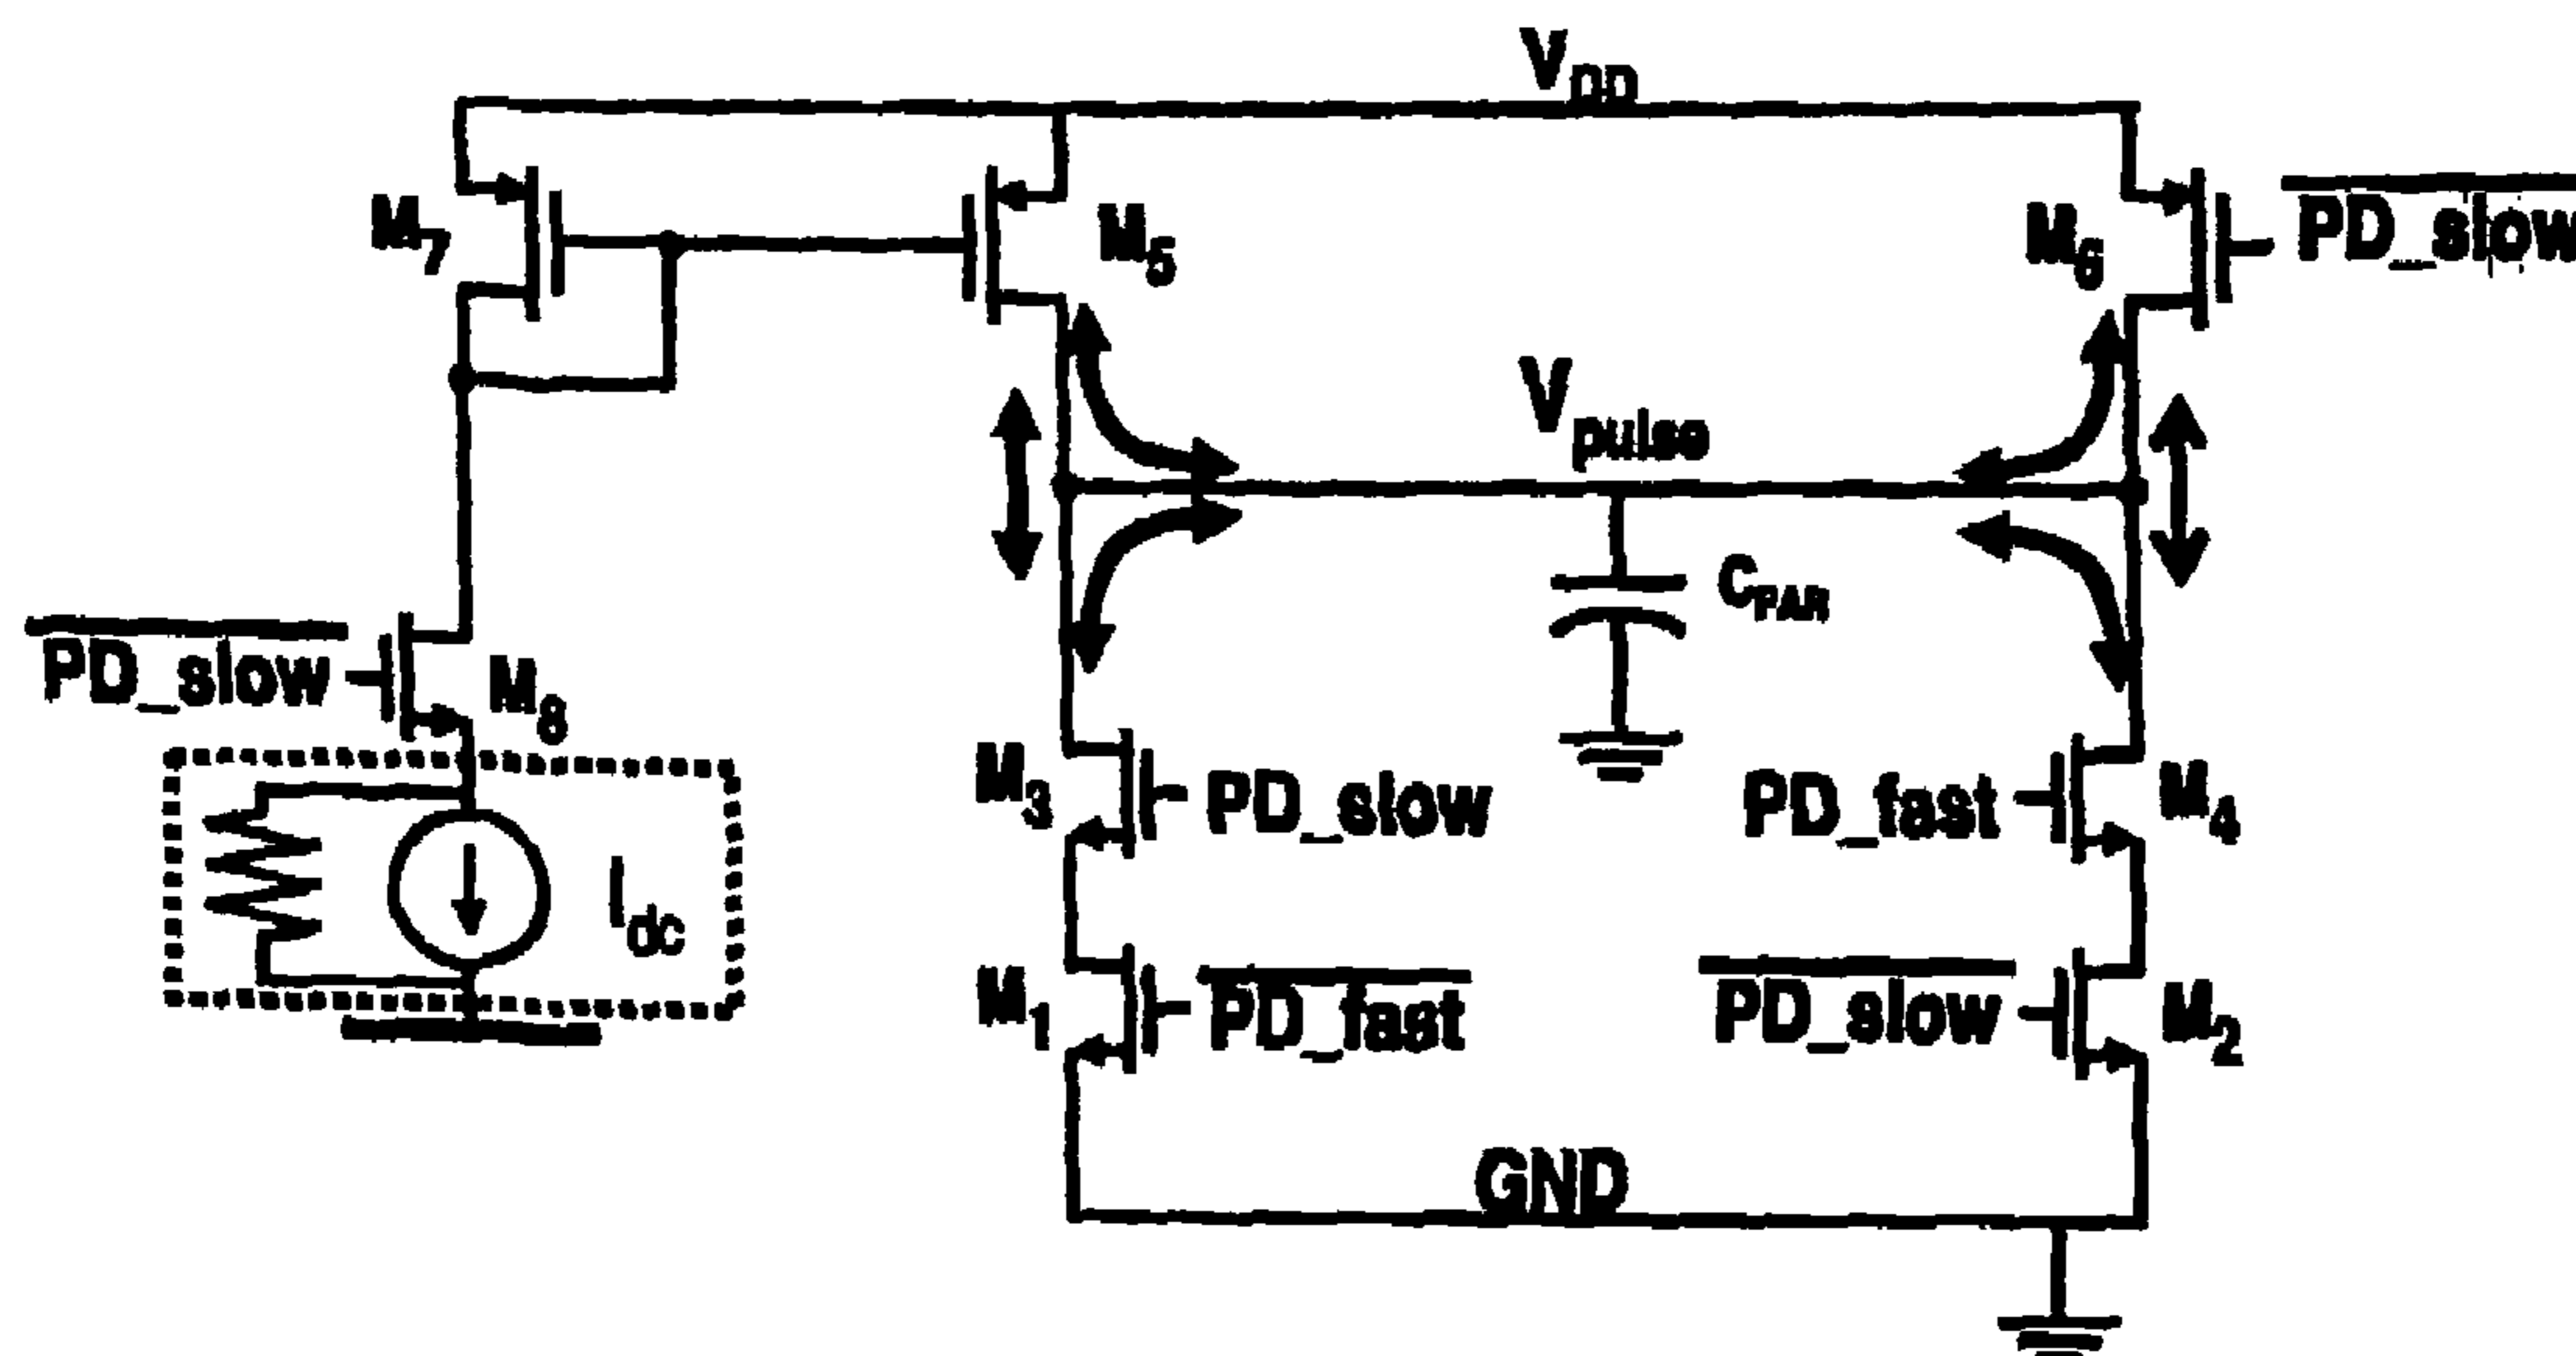 V_DD
M_7
M_5
M_6
PD_slow
V_pulse
C_PAR
PD_slow
M_8
M_3
PD_slow
PD_fast
M_4
I_dc
M_1
PD_fast
PD_slow
M_2
GND